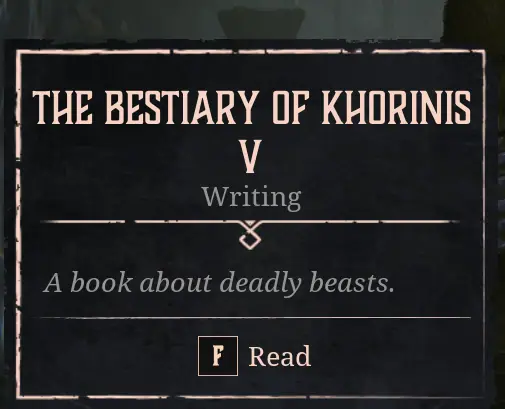 THE BESTIARY OF KHORINIS
V
Writing
A book about deadly beasts.
F Read